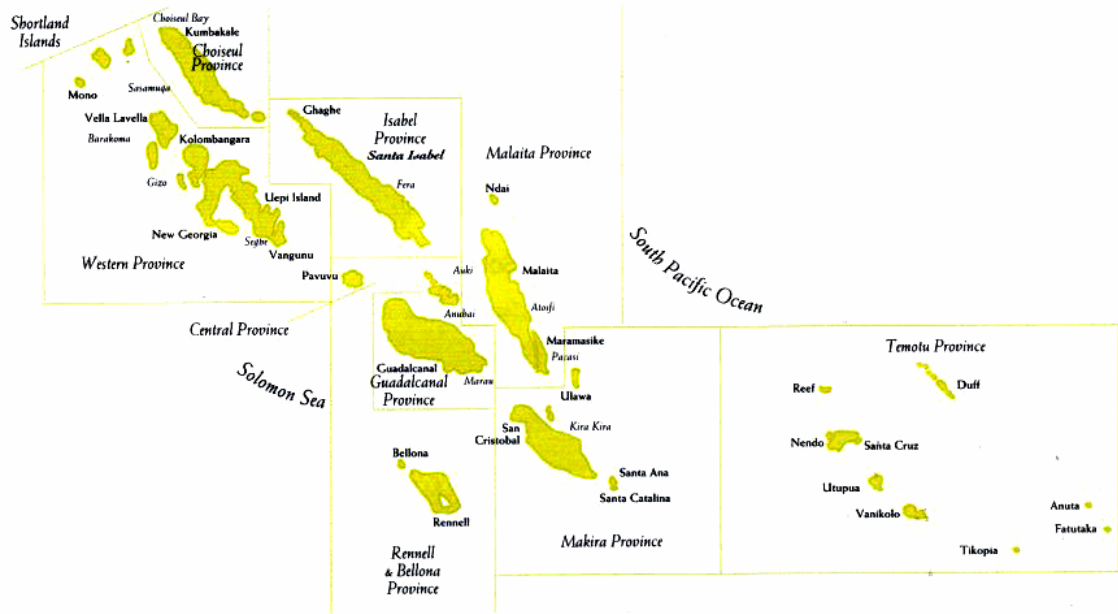 Shortland
Islands
Choiseul Bay
Kumbakale
Choiseul
Province
Mono
Sasamuqa
Vella Lavella
Barakoma
Kolombangara
Gizo
Uepi Island
New Georgia
Seghe
Vangunu
Western Province
Ghaghe
Isabel
Province
Santa Isabel
Fera
Malaita Province
Ndai
South Pacific Ocean
Pavuvu
Auki
Malaita
Anuhai
Atoifi
Central Province
Maramasike
Parasi
Guadalcanal
Marau
Guadalcanal
Province
Solomon Sea
Ulawa
San
Cristobal
Kira Kira
Bellona
Santa Ana
Santa Catalina
Rennell
Makira Province
Rennell
& Bellona
Province
Temotu Province
Reef
Duff
Nendo
Santa Cruz
Utupua
Vanikolo
Anuta
Fatutaka
Tikopia